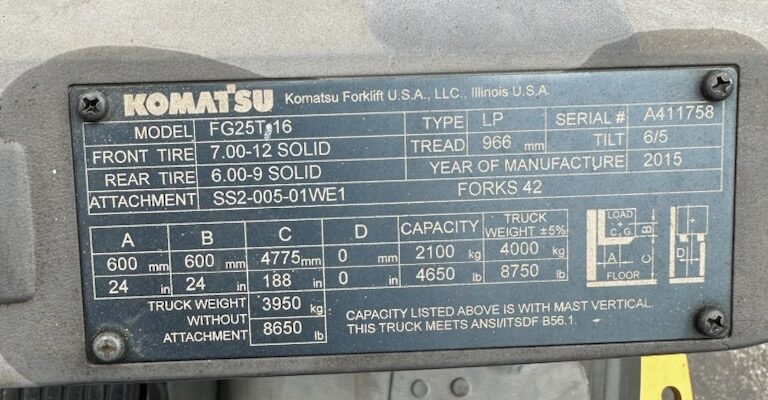 KOMATSU Komatsu Forklift U.S.A., LLC., Illinois U.S.A.
MODEL FG25T-16 TYPE LP SERIAL # A411758
FRONT TIRE 7.00-12 SOLID TREAD 966 mm TILT 6/5
REAR TIRE 6.00-9 SOLID YEAR OF MANUFACTURE 2015
ATTACHMENT SS2-005-01WE1 FORKS 42
A B C D CAPACITY TRUCK WEIGHT ±5%
600 mm 600 mm 4775 mm 0 mm 2100 kg 4000 kg
24 in 24 in 188 in 0 in 4650 lb 8750 lb
TRUCK WEIGHT WITHOUT ATTACHMENT 3950 kg
8650 lb
CAPACITY LISTED ABOVE IS WITH MAST VERTICAL.
THIS TRUCK MEETS ANSI/ITSDF B56.1.
LOAD
C.G. B
A C D
FLOOR